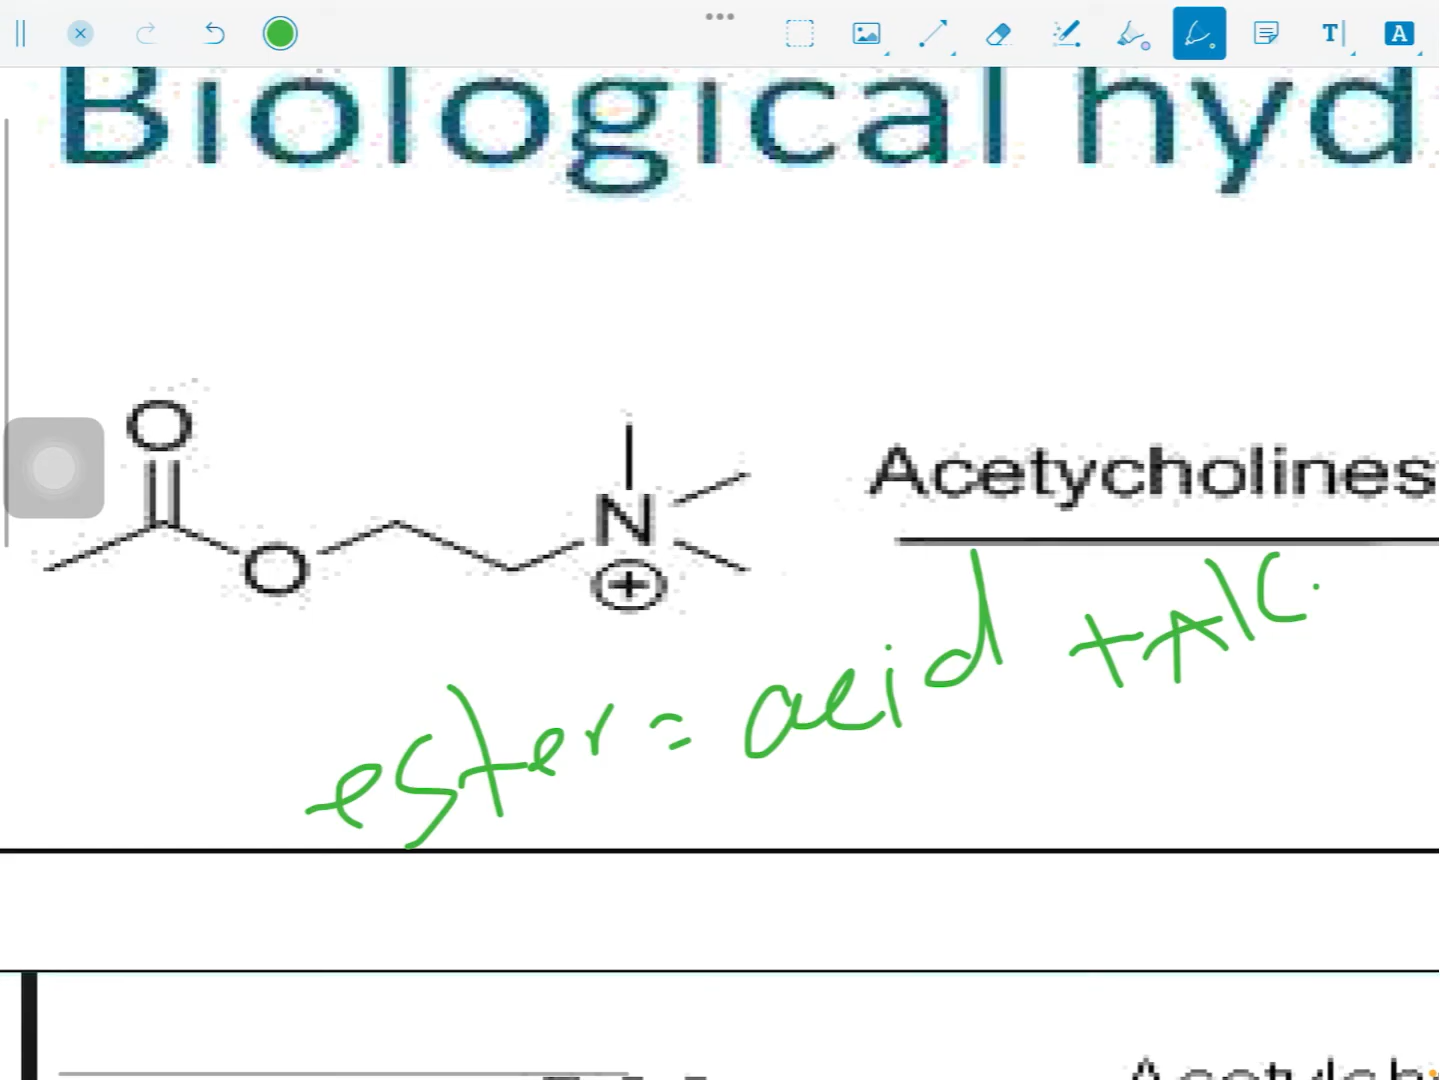 Biological hyd
O
O
N
+
Acetycholines
ester = acid + Alc.